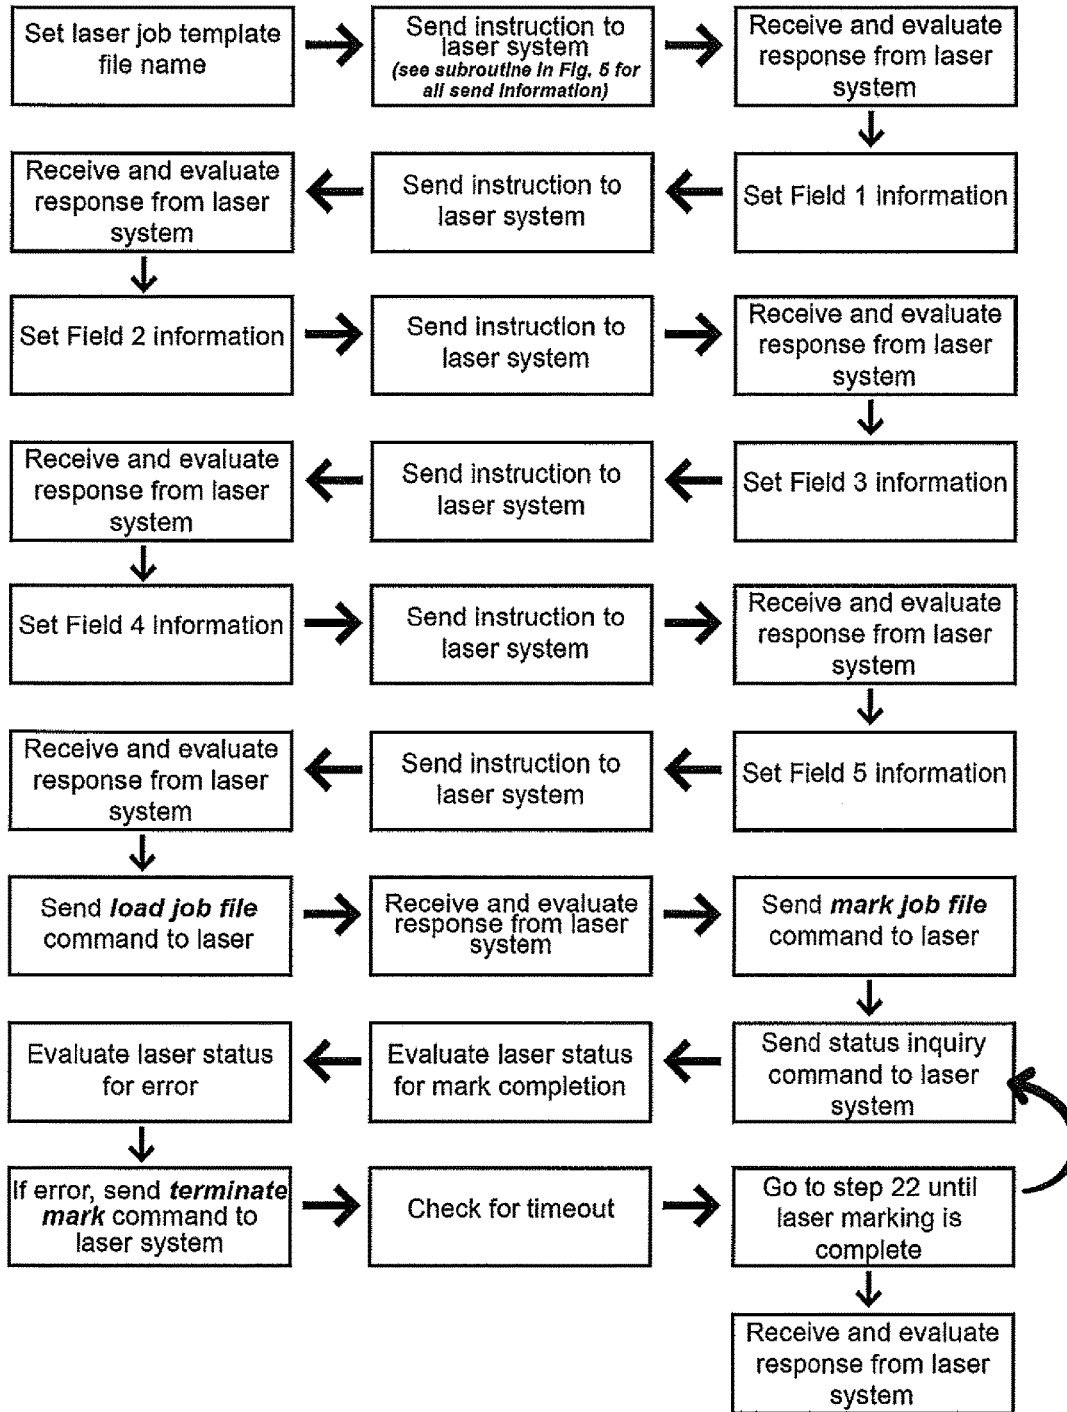 Set laser job template
file name
Send instruction to
laser system
(see subroutine in Fig. 5 for
all send information)
Receive and evaluate
response from laser
system
Set Field 1 information
Send instruction to
laser system
Receive and evaluate
response from laser
system
Set Field 2 information
Send instruction to
laser system
Receive and evaluate
response from laser
system
Set Field 3 information
Send instruction to
laser system
Receive and evaluate
response from laser
system
Set Field 4 information
Send instruction to
laser system
Receive and evaluate
response from laser
system
Set Field 5 information
Send instruction to
laser system
Receive and evaluate
response from laser
system
Send load job file
command to laser
Receive and evaluate
response from laser
system
Send mark job file
command to laser
Send status inquiry
command to laser
system
Evaluate laser status
for mark completion
Evaluate laser status
for error
If error, send terminate
mark command to
laser system
Check for timeout
Go to step 22 until
laser marking is
complete
Receive and evaluate
response from laser
system